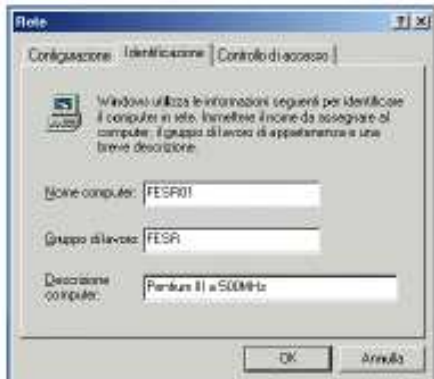 Rete
Configurazione Identificazione Controllo di accesso
Windows utilizza le informazioni seguenti per identificare
il computer in rete. Immettere il nome da assegnare al
computer, il gruppo di lavoro di appartenenza e una
breve descrizione.
Nome computer: FESR01
Gruppo di lavoro: FESR
Descrizione
computer: Pentium III a 500MHz
OK Annulla